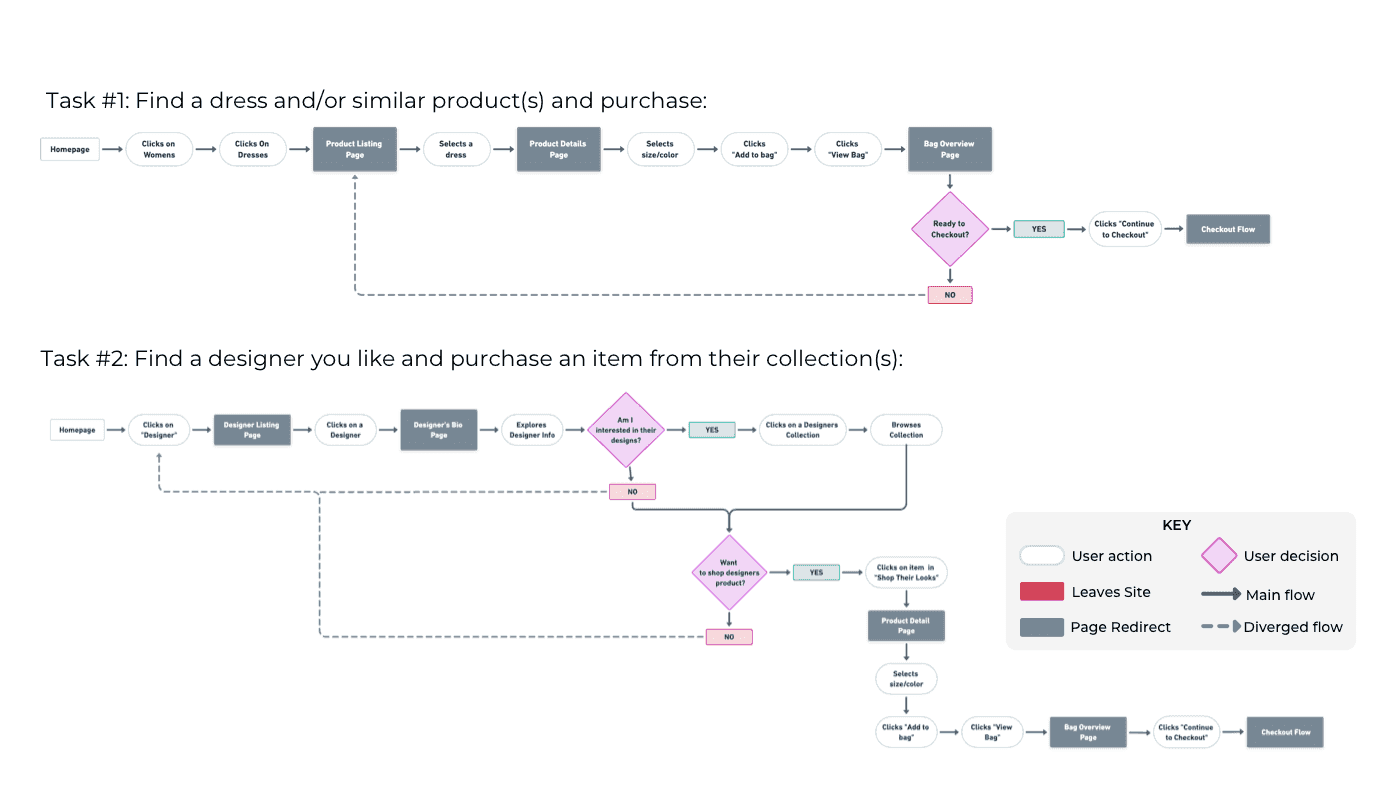 Task #1: Find a dress and/or similar product(s) and purchase:
Homepage
Clicks on
Womens
Clicks On
Dresses
Product Listing
Page
Selects a
dress
Product Details
Page
Selects
size/color
Clicks
"Add to bag"
Clicks
"View Bag"
Bag Overview
Page
Ready to
Checkout?
YES
Clicks "Continue
to Checkout"
Checkout Flow
NO
Task #2: Find a designer you like and purchase an item from their collection(s):
Homepage
Clicks on
"Designer"
Designer Listing
Page
Clicks on a
Designer
Designer's Bio
Page
Explores
Designer Info
Am I
interested in their
designs?
YES
Clicks on a Designers
Collection
Browses
Collection
NO
Want
to shop designers
product?
YES
Clicks on item in
"Shop Their Looks"
NO
Product Detail
Page
Selects
size/color
Clicks "Add to
bag"
Clicks "View
Bag"
Bag Overview
Page
Clicks "Continue
to Checkout"
Checkout Flow
KEY
User action
User decision
Leaves Site
Main flow
Page Redirect
Diverged flow